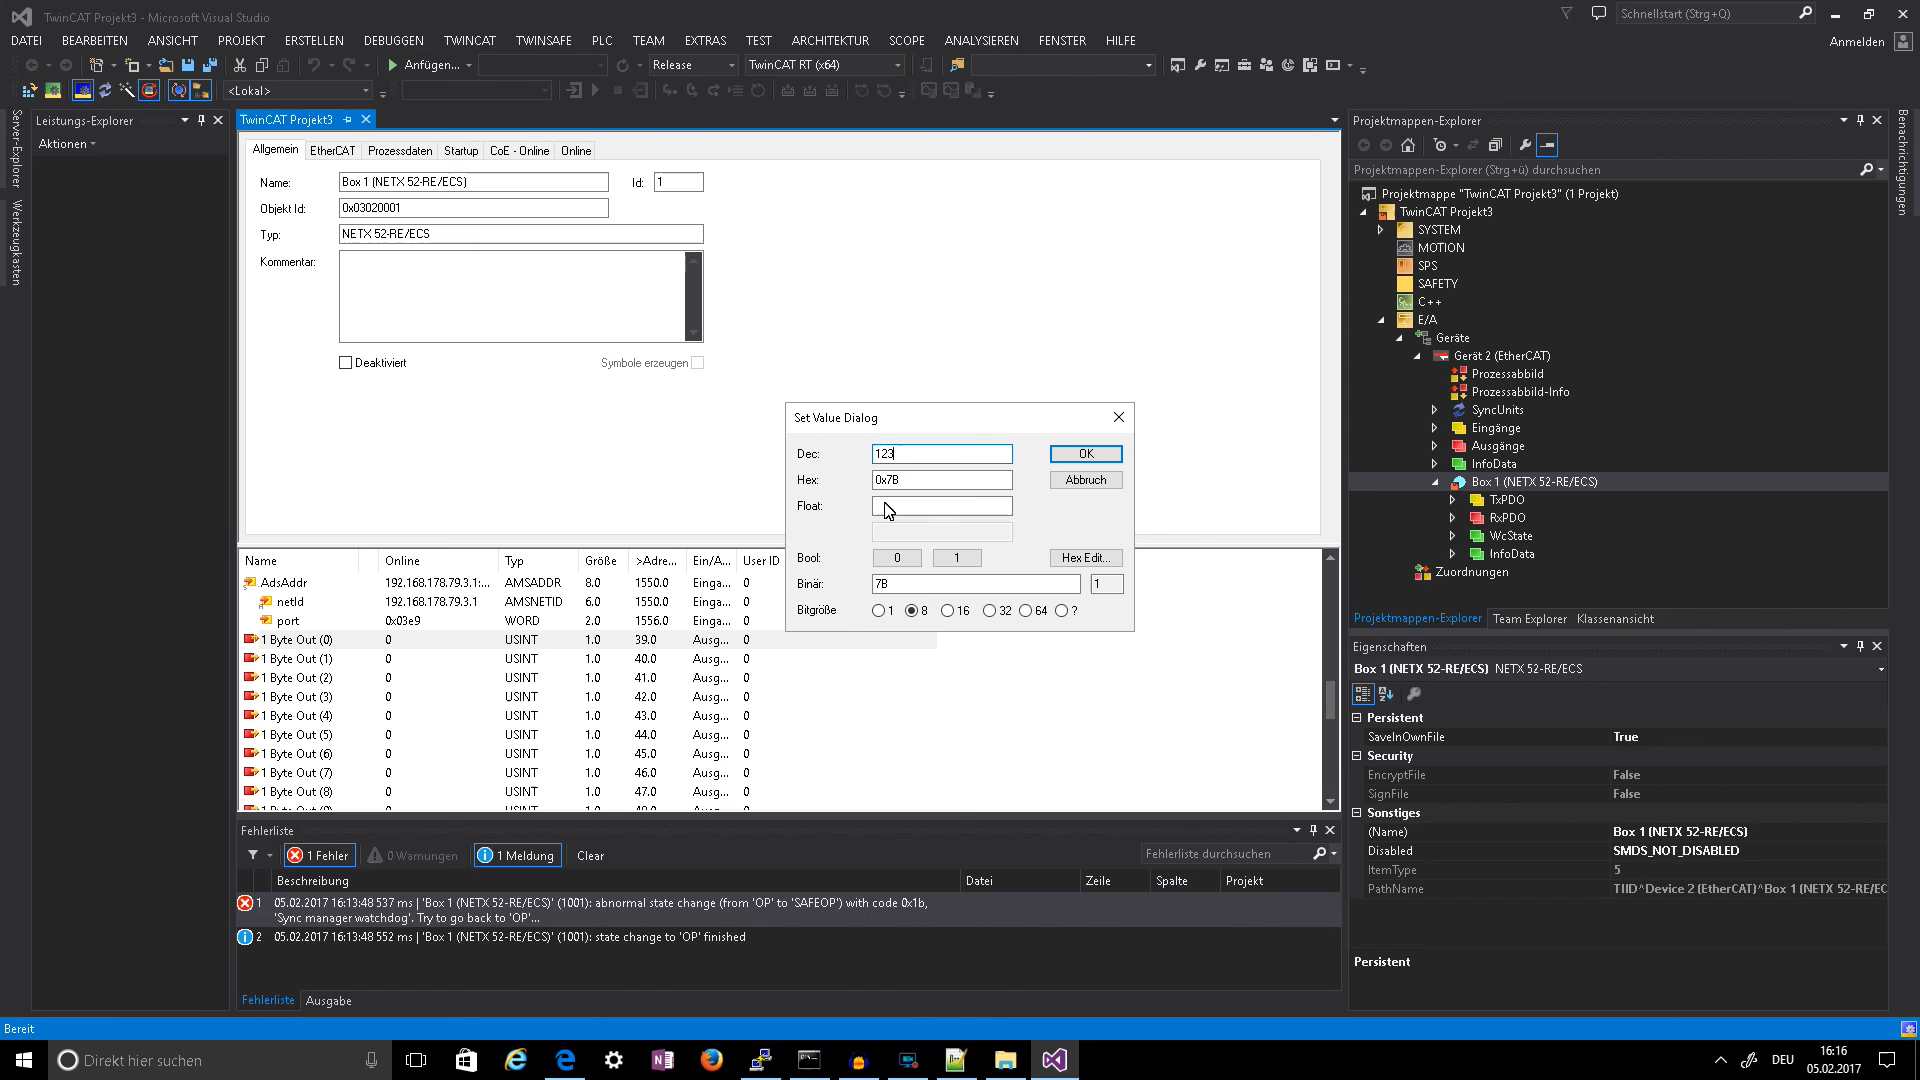 TwinCAT Projekt3 - Microsoft Visual Studio
Schnellstart (Strg+Q)
DATEI BEARBEITEN ANSICHT PROJEKT ERSTELLEN DEBUGGEN TWINCAT TWINSAFE PLC TEAM EXTRAS TEST ARCHITEKTUR SCOPE ANALYSIEREN FENSTER HILFE
Anmelden
Anfügen... Release TwinCAT RT (x64)
<Lokal>
Server-Explorer
Werkzeugkasten
Leistungs-Explorer
Aktionen
TwinCAT Projekt3
Allgemein EtherCAT Prozessdaten Startup CoE - Online Online
Name: Box 1 (NETX 52-RE/ECS) Id: 1
Objekt Id: 0x03020001
Typ: NETX 52-RE/ECS
Kommentar:
Deaktiviert Symbole erzeugen
Set Value Dialog
Dec: 123 OK
Hex: 0x7B Abbruch
Float:
Bool: 0 1 Hex Edit...
Binär: 7B 1
Bitgröße 1 8 16 32 64 ?
Name Online Typ Größe >Adre... Ein/A... User ID
AdsAddr 192.168.178.79.3.1:... AMSADDR 8.0 1550.0 Einga... 0
netId 192.168.178.79.3.1 AMSNETID 6.0 1550.0 Einga... 0
port 0x03e9 WORD 2.0 1556.0 Einga... 0
1 Byte Out (0) 0 USINT 1.0 39.0 Ausg... 0
1 Byte Out (1) 0 USINT 1.0 40.0 Ausg... 0
1 Byte Out (2) 0 USINT 1.0 41.0 Ausg... 0
1 Byte Out (3) 0 USINT 1.0 42.0 Ausg... 0
1 Byte Out (4) 0 USINT 1.0 43.0 Ausg... 0
1 Byte Out (5) 0 USINT 1.0 44.0 Ausg... 0
1 Byte Out (6) 0 USINT 1.0 45.0 Ausg... 0
1 Byte Out (7) 0 USINT 1.0 46.0 Ausg... 0
1 Byte Out (8) 0 USINT 1.0 47.0 Ausg... 0
Fehlerliste
1 Fehler 0 Warnungen 1 Meldung Clear Fehlerliste durchsuchen
Beschreibung Datei Zeile Spalte Projekt
1 05.02.2017 16:13:48 537 ms | 'Box 1 (NETX 52-RE/ECS)' (1001): abnormal state change (from 'OP' to 'SAFEOP') with code 0x1b,
'Sync manager watchdog'. Try to go back to 'OP'...
2 05.02.2017 16:13:48 552 ms | 'Box 1 (NETX 52-RE/ECS)' (1001): state change to 'OP' finished
Fehlerliste Ausgabe
Projektmappen-Explorer
Projektmappen-Explorer (Strg+ü) durchsuchen
Projektmappe "TwinCAT Projekt3" (1 Projekt)
TwinCAT Projekt3
SYSTEM
MOTION
SPS
SAFETY
C++
E/A
Geräte
Gerät 2 (EtherCAT)
Prozessabbild
Prozessabbild-Info
SyncUnits
Eingänge
Ausgänge
InfoData
Box 1 (NETX 52-RE/ECS)
TxPDO
RxPDO
WcState
InfoData
Zuordnungen
Projektmappen-Explorer Team Explorer Klassenansicht
Benachrichtigungen
Eigenschaften
Box 1 (NETX 52-RE/ECS) NETX 52-RE/ECS
Persistent
SaveInOwnFile True
Security
EncryptFile False
SignFile False
Sonstiges
(Name) Box 1 (NETX 52-RE/ECS)
Disabled SMDS_NOT_DISABLED
ItemType 5
PathName TIID^Device 2 (EtherCAT)^Box 1 (NETX 52-RE/EC
Persistent
Bereit
Direkt hier suchen
DEU
16:16
05.02.2017